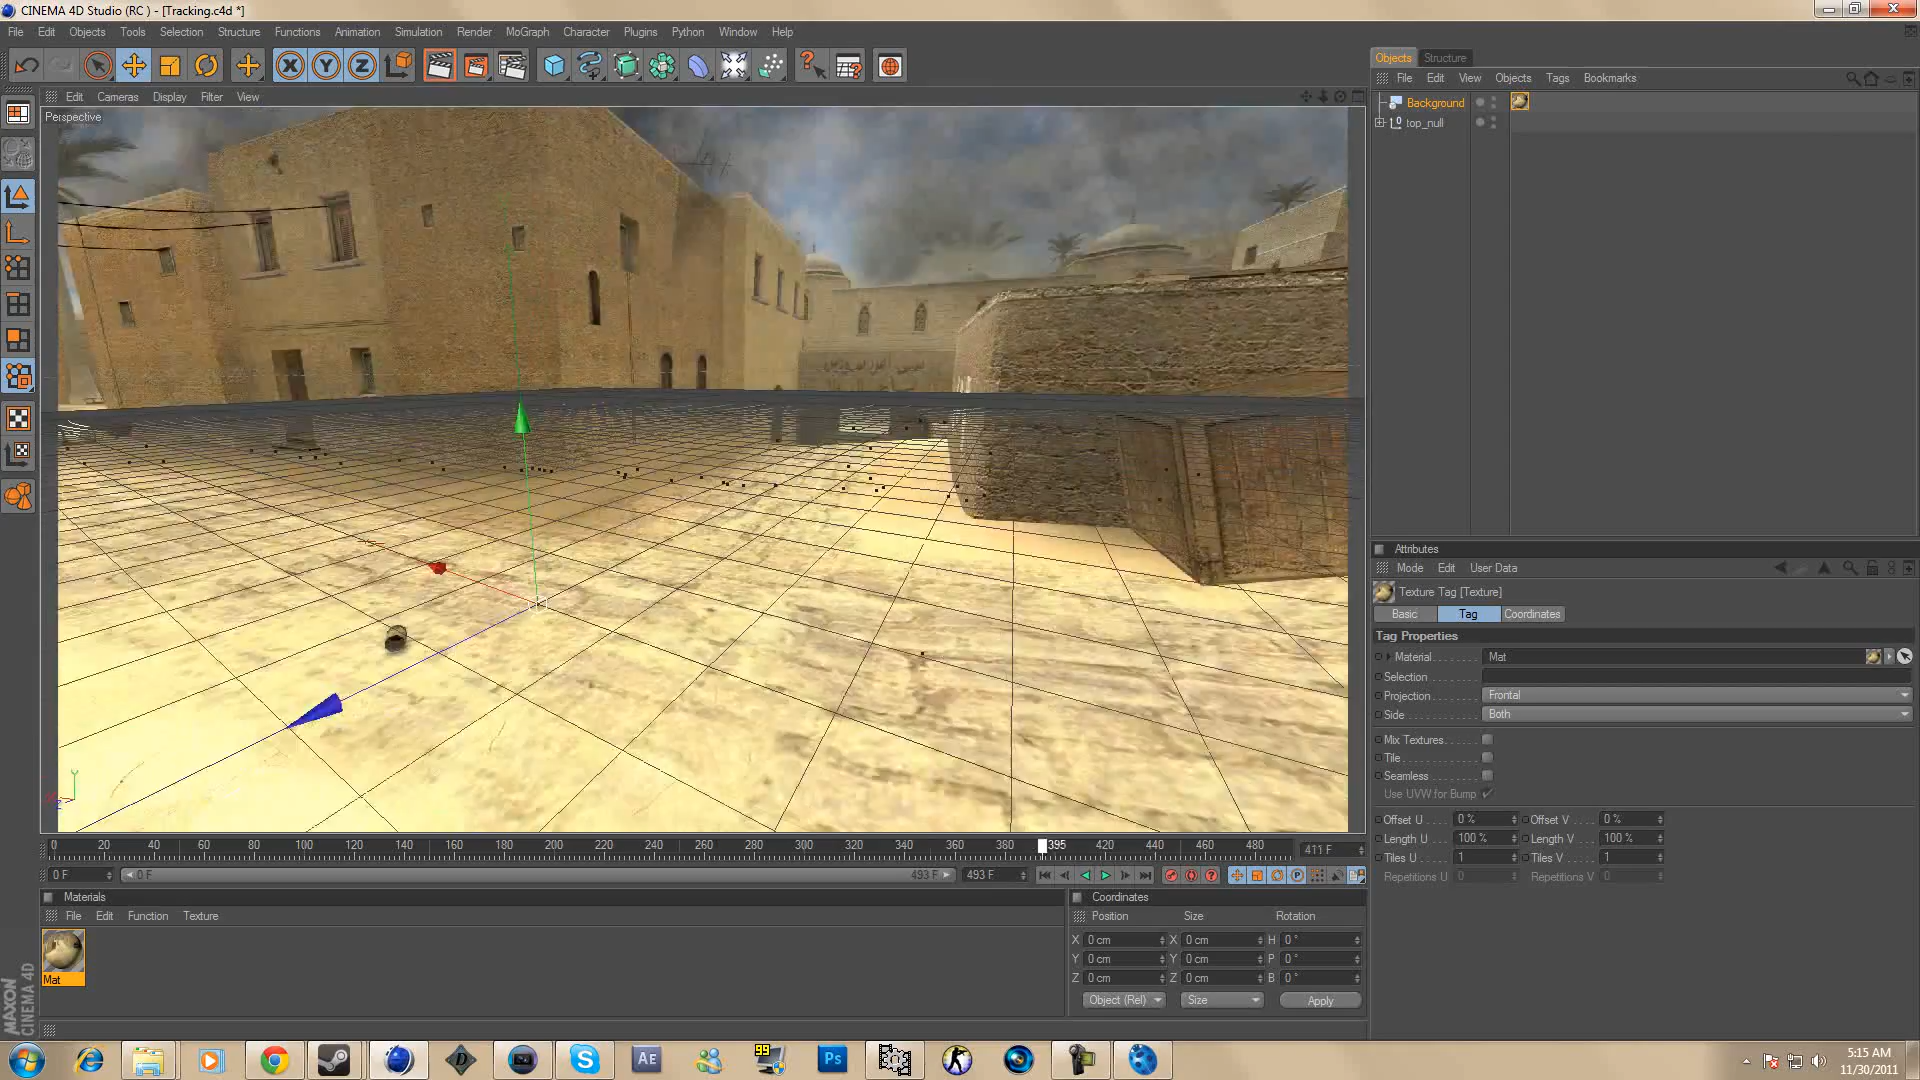 CINEMA 4D Studio (RC ) - [Tracking.c4d *]
File Edit Objects Tools Selection Structure Functions Animation Simulation Render MoGraph Character Plugins Python Window Help
Objects Structure
File Edit View Objects Tags Bookmarks
Edit Cameras Display Filter View
Background
Perspective
top_null
Attributes
Mode Edit User Data
Texture Tag [Texture]
Basic Tag Coordinates
Tag Properties
Material Mat
Selection
Projection Frontal
Side Both
Mix Textures
Tile
Seamless
Use UVW for Bump
Offset U 0 % Offset V 0 %
Length U 100 % Length V 100 %
Tiles U 1 Tiles V 1
Repetitions U 0 Repetitions V 0
0 20 40 60 80 100 120 140 160 180 200 220 240 260 280 300 320 340 360 380 395 420 440 460 480 411 F
0 F 0 F 493 F 493 F
Materials
File Edit Function Texture
Mat
Coordinates
Position Size Rotation
X 0 cm X 0 cm H 0 °
Y 0 cm Y 0 cm P 0 °
Z 0 cm Z 0 cm B 0 °
Object (Rel) Size Apply
MAXON
CINEMA 4D
Ae
99
Ps
5:15 AM
11/30/2011